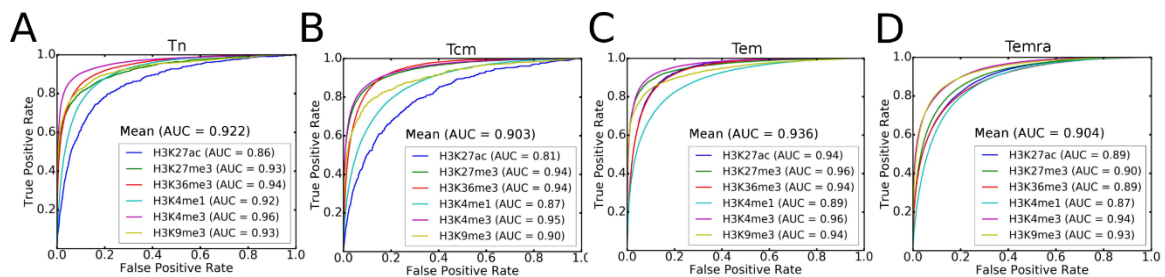 A
Tn
True Positive Rate
1.0
0.8
0.6
0.4
0.2
Mean (AUC = 0.922)
H3K27ac (AUC = 0.86)
H3K27me3 (AUC = 0.93)
H3K36me3 (AUC = 0.94)
H3K4me1 (AUC = 0.92)
H3K4me3 (AUC = 0.96)
H3K9me3 (AUC = 0.93)
0.0 0.2 0.4 0.6 0.8 1.0
False Positive Rate
B
Tcm
True Positive Rate
1.0
0.8
0.6
0.4
0.2
Mean (AUC = 0.903)
H3K27ac (AUC = 0.81)
H3K27me3 (AUC = 0.94)
H3K36me3 (AUC = 0.94)
H3K4me1 (AUC = 0.87)
H3K4me3 (AUC = 0.95)
H3K9me3 (AUC = 0.90)
0.0 0.2 0.4 0.6 0.8 1.0
False Positive Rate
C
Tem
True Positive Rate
1.0
0.8
0.6
0.4
0.2
Mean (AUC = 0.936)
H3K27ac (AUC = 0.94)
H3K27me3 (AUC = 0.96)
H3K36me3 (AUC = 0.94)
H3K4me1 (AUC = 0.89)
H3K4me3 (AUC = 0.96)
H3K9me3 (AUC = 0.94)
0.0 0.2 0.4 0.6 0.8 1.0
False Positive Rate
D
Temra
True Positive Rate
1.0
0.8
0.6
0.4
0.2
Mean (AUC = 0.904)
H3K27ac (AUC = 0.89)
H3K27me3 (AUC = 0.90)
H3K36me3 (AUC = 0.89)
H3K4me1 (AUC = 0.87)
H3K4me3 (AUC = 0.94)
H3K9me3 (AUC = 0.93)
0.0 0.2 0.4 0.6 0.8 1.0
False Positive Rate